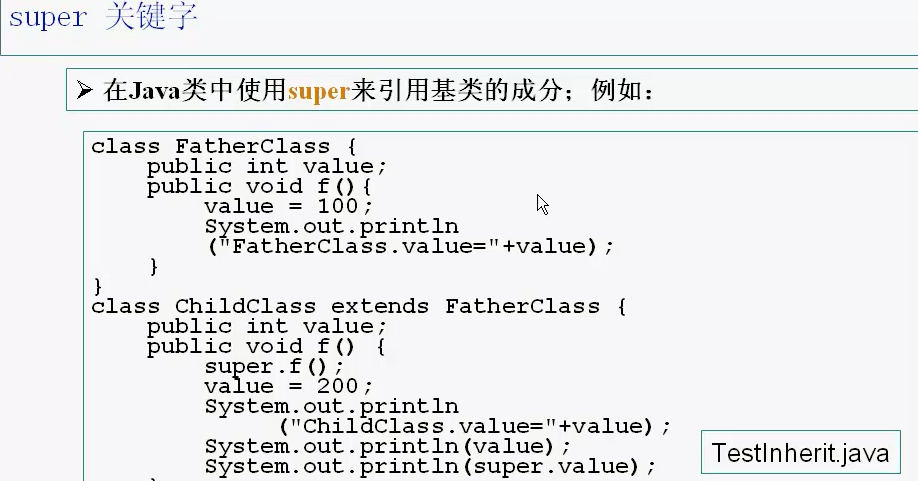 super 关键字
➢ 在Java类中使用super来引用基类的成分；例如：
class FatherClass {
    public int value;
    public void f(){
        value = 100;
        System.out.println
        ("FatherClass.value="+value);
    }
}
class ChildClass extends FatherClass {
    public int value;
    public void f() {
        super.f();
        value = 200;
        System.out.println
             ("ChildClass.value="+value);
        System.out.println(value);
        System.out.println(super.value);
TestInherit.java